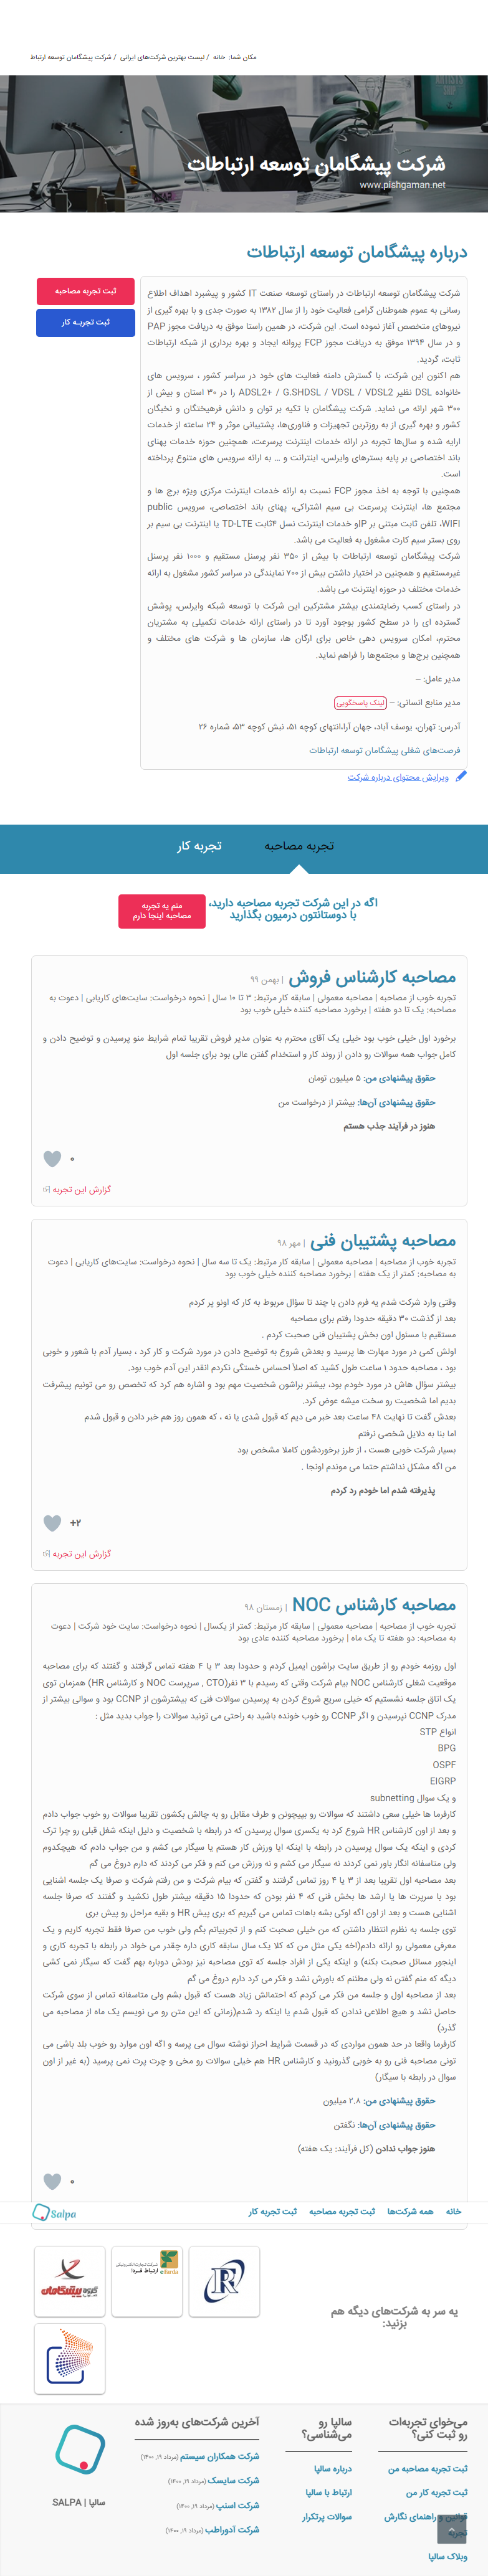 مکان شما: خانه / لیست بهترین شرکت‌های ایرانی / شرکت پیشگامان توسعه ارتباط
شرکت پیشگامان توسعه ارتباطات
www.pishgaman.net
درباره پیشگامان توسعه ارتباطات
ثبت تجربه مصاحبه
ثبت تجربـه کار
شرکت پیشگامان توسعه ارتباطات در راستای توسعه صنعت IT کشور و پیشبرد اهداف اطلاع
رسانی به عموم هموطنان گرامی فعالیت خود را از سال ۱۳۸۲ به صورت جدی و با بهره گیری از
نیروهای متخصص آغاز نموده است. این شرکت، در همین راستا موفق به دریافت مجوز PAP
و در سال ۱۳۹۴ موفق به دریافت مجوز FCP پروانه ایجاد و بهره برداری از شبکه ارتباطات
ثابت، گردید.
هم اکنون این شرکت، با گسترش دامنه فعالیت های خود در سراسر کشور ، سرویس های
خانواده DSL نظیر ADSL2+ / G.SHDSL / VDSL / VDSL2 را در ۳۰ استان و بیش از
۳۰۰ شهر ارائه می نماید. شرکت پیشگامان با تکیه بر توان و دانش فرهیختگان و نخبگان
کشور و بهره گیری از به روزترین تجهیزات و فناوری‌ها، پشتیبانی موثر و ۲۴ ساعته از خدمات
ارایه شده و سال‌ها تجربه در ارائه خدمات اینترنت پرسرعت، همچنین حوزه خدمات پهنای
باند اختصاصی بر پایه بسترهای وایرلس، اینترانت و … به ارائه سرویس های متنوع پرداخته
است.
همچنین با توجه به اخذ مجوز FCP نسبت به ارائه خدمات اینترنت مرکزی ویژه برج ها و
مجتمع ها، اینترنت پرسرعت بی سیم اشتراکی، پهنای باند اختصاصی، سرویس public
WIFI، تلفن ثابت مبتنی بر IPو خدمات اینترنت نسل ۴ثابت TD-LTE یا اینترنت بی سیم بر
روی بستر سیم کارت مشغول به فعالیت می باشد.
شرکت پیشگامان توسعه ارتباطات با بیش از ۳۵۰ نفر پرسنل مستقیم و ۱۰۰۰ نفر پرسنل
غیرمستقیم و همچنین در اختیار داشتن بیش از ۷۰۰ نمایندگی در سراسر کشور مشغول به ارائه
خدمات مختلف در حوزه اینترنت می باشد.
در راستای کسب رضایتمندی بیشتر مشترکین این شرکت با توسعه شبکه وایرلس، پوشش
گسترده ای را در سطح کشور بوجود آورد تا در راستای ارائه خدمات تکمیلی به مشتریان
محترم، امکان سرویس دهی خاص برای ارگان ها، سازمان ها و شرکت های مختلف و
همچنین برج‌ها و مجتمع‌ها را فراهم نماید.
مدیر عامل: –
مدیر منابع انسانی: – لینک پاسخگویی
آدرس: تهران، یوسف آباد، جهان آرا،انتهای کوچه ۵۱، نبش کوچه ۵۳، شماره ۲۶
فرصت‌های شغلی پیشگامان توسعه ارتباطات
ویرایش محتوای درباره شرکت
تجربه مصاحبه
تجربه کار
اگه در این شرکت تجربه مصاحبه دارید،
با دوستانتون درمیون بگذارید
منم یه تجربه
مصاحبه اینجا دارم
مصاحبه کارشناس فروش | بهمن ۹۹
تجربه خوب از مصاحبه | مصاحبه معمولی | سابقه کار مرتبط: ۳ تا ۱۰ سال | نحوه درخواست: سایت‌های کاریابی | دعوت به
مصاحبه: یک تا دو هفته | برخورد مصاحبه کننده خیلی خوب بود
برخورد اول خیلی خوب بود خیلی یک آقای محترم به عنوان مدیر فروش تقریبا تمام شرایط منو پرسیدن و توضیح دادن و
کامل جواب همه سوالات رو دادن از روند کار و استخدام گفتن عالی بود برای جلسه اول
حقوق پیشنهادی من: ۵ میلیون تومان
حقوق پیشنهادی آن‌ها: بیشتر از درخواست من
هنوز در فرآیند جذب هستم
۰
گزارش این تجربه
مصاحبه پشتیبان فنی | مهر ۹۸
تجربه خوب از مصاحبه | مصاحبه معمولی | سابقه کار مرتبط: یک تا سه سال | نحوه درخواست: سایت‌های کاریابی | دعوت
به مصاحبه: کمتر از یک هفته | برخورد مصاحبه کننده خیلی خوب بود
وقتی وارد شرکت شدم یه فرم دادن با چند تا سؤال مربوط به کار که اونو پر کردم
بعد از گذشت ۳۰ دقیقه حدودا رفتم برای مصاحبه
مستقیم با مسئول اون بخش پشتیبان فنی صحبت کردم .
اولش کمی در مورد مهارت ها پرسید و بعدش شروع به توضیح دادن در مورد شرکت و کار کرد ، بسیار آدم با شعور و خوبی
بود ، مصاحبه حدود ۱ ساعت طول کشید که اصلاً احساس خستگی نکردم انقدر این آدم خوب بود.
بیشتر سؤال هاش در مورد خودم بود، بیشتر براشون شخصیت مهم بود و اشاره هم کرد که تخصص رو می تونیم پیشرفت
بدیم اما شخصیت رو سخت میشه عوض کرد.
بعدش گفت تا نهایت ۴۸ ساعت بعد خبر می دیم که قبول شدی یا نه ، که همون روز هم خبر دادن و قبول شدم
اما بنا به دلایل شخصی نرفتم
بسیار شرکت خوبی هست ، از طرز برخوردشون کاملا مشخص بود
من اگه مشکل نداشتم حتما می موندم اونجا .
پذیرفته شدم اما خودم رد کردم
+۲
گزارش این تجربه
مصاحبه کارشناس NOC | زمستان ۹۸
تجربه خوب از مصاحبه | مصاحبه معمولی | سابقه کار مرتبط: کمتر از یکسال | نحوه درخواست: سایت خود شرکت | دعوت
به مصاحبه: دو هفته تا یک ماه | برخورد مصاحبه کننده عادی بود
اول روزمه خودم رو از طریق سایت براشون ایمیل کردم و حدودا بعد ۳ یا ۴ هفته تماس گرفتند و گفتند که برای مصاحبه
موقعیت شغلی کارشناس NOC بیام شرکت وقتی که رسیدم با ۳ نفر(CTO , سرپرست NOC و کارشناس HR) همزمان توی
یک اتاق جلسه نشستیم که خیلی سریع شروع کردن به پرسیدن سوالات فنی که بیشترشون از CCNP بود و سوالی بیشتر از
مدرک CCNP نپرسیدن و اگر CCNP رو خوب خونده باشید به راحتی می تونید سوالات را جواب بدید مثل :
انواع STP
BPG
OSPF
EIGRP
و یک سوال subnetting
کارفرما ها خیلی سعی داشتند که سوالات رو بپیچونن و طرف مقابل رو به چالش بکشون تقریبا سوالات رو خوب جواب دادم
و بعد از اون کارشناس HR شروع کرد به یکسری سوال پرسیدن که در رابطه با شخصیت و دلیل اینکه شغل قبلی رو چرا ترک
کردی و اینکه یک سوال پرسیدن در رابطه با اینکه ایا ورزش کار هستم یا سیگار می کشم و من جواب دادم که هیچکدوم
ولی متاسفانه انگار باور نمی کردند نه سیگار می کشم و نه ورزش می کنم و فکر می کردند که دارم دروغ می گم
بعد مصاحبه اول تقریبا بعد از ۳ یا ۴ روز تماس گرفتند و گفتن که بیام شرکت و من رفتم شرکت و صرفا یک جلسه اشنایی
بود با سرپرت ها یا ارشد ها بخش فنی که ۴ نفر بودن که حدودا ۱۵ دقیقه بیشتر طول نکشید و گفتند که صرفا جلسه
اشنایی هست و بعد از اون اگه اوکی بشه باهات تماس می گیریم که بری پیش HR و بقیه مراحل رو پیش بری
توی جلسه به نظرم انتظار داشتن که من خیلی صحبت کنم و از تجربیاتم بگم ولی خوب من صرفا فقط تجربه کاریم و یک
معرفی معمولی رو ارائه دادم(اخه یکی مثل من که کلا یک سال سابقه کاری داره چقدر می خواد در رابطه با تجربه کاری و
اینجور مسائل صحبت بکنه) و اینکه یکی از افراد جلسه که توی مصاحبه نیز بودش دوباره بهم گفت که سیگار نمی کشی
دیگه که منم گفتن نه ولی مطئنم که باورش نشد و فکر می کرد دارم دروغ می گم
بعد از مصاحبه اول و جلسه من فکر می کردم که احتمالش زیاد هست که قبول بشم ولی متاسفانه تماس از سوی شرکت
حاصل نشد و هیچ اطلاعی ندادن که قبول شدم یا اینکه رد شدم(زمانی که این متن رو می نویسم یک ماه از مصاحبه می
گذرد)
کارفرما واقعا در حد همون مواردی که در قسمت شرایط احراز نوشته سوال می پرسه و اگه اون موارد رو خوب بلد باشی می
تونی مصاحبه فنی رو به خوبی گذرونید و کارشناس HR هم خیلی سوالات رو مخی و چرت پرت نمی پرسید (به غیر از اون
سوال در رابطه با سیگار)
حقوق پیشنهادی من: ۲.۸ میلیون
حقوق پیشنهادی آن‌ها: نگفتن
هنوز جواب ندادن (کل فرآیند: یک هفته)
۰
خانه همه شرکت‌ها ثبت تجربه مصاحبه ثبت تجربه کار
Salpa
یه سر به شرکت‌های دیگه هم
بزنید:
شرکت تجارت الکترونیکی
ارتباط فردا
eFarda
گروه پیشگامان
می‌خوای تجربه‌ات
رو ثبت کنی؟
ثبت تجربه مصاحبه من
ثبت تجربه کار من
قوانین و راهنمای نگارش
تجربه
وبلاگ سالپا
سالپا رو
می‌شناسی؟
درباره سالپا
ارتباط با سالپا
سوالات پرتکرار
آخرین شرکت‌های به‌روز شده
شرکت همکاران سیستم (مرداد ۱۹, ۱۴۰۰)
شرکت سایسک (مرداد ۱۹, ۱۴۰۰)
شرکت اسنپ (مرداد ۱۹, ۱۴۰۰)
شرکت آدوراطب (مرداد ۱۹, ۱۴۰۰)
سالپا | SALPA